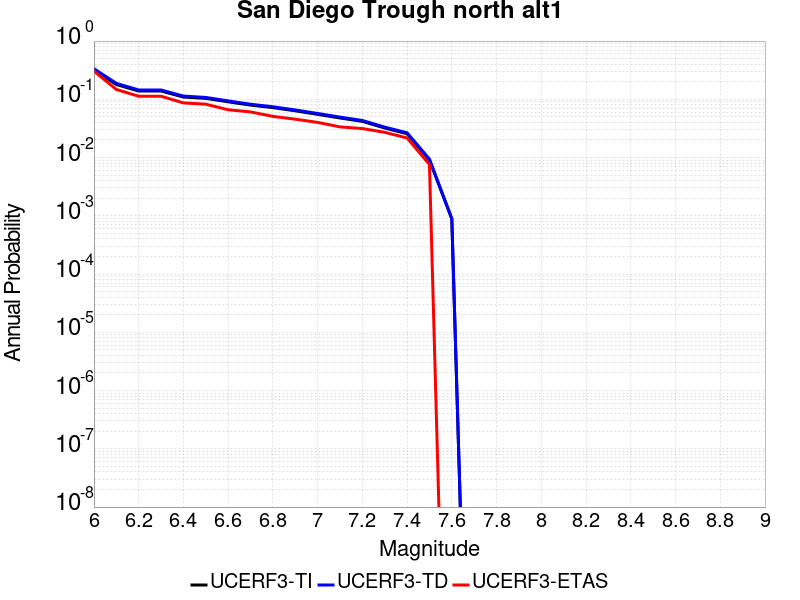 San Diego Trough north alt1
10^0
10^-1
10^-2
10^-3
10^-4
10^-5
10^-6
10^-7
10^-8
Annual Probability
6 6.2 6.4 6.6 6.8 7 7.2 7.4 7.6 7.8 8 8.2 8.4 8.6 8.8 9
Magnitude
UCERF3-TI UCERF3-TD UCERF3-ETAS